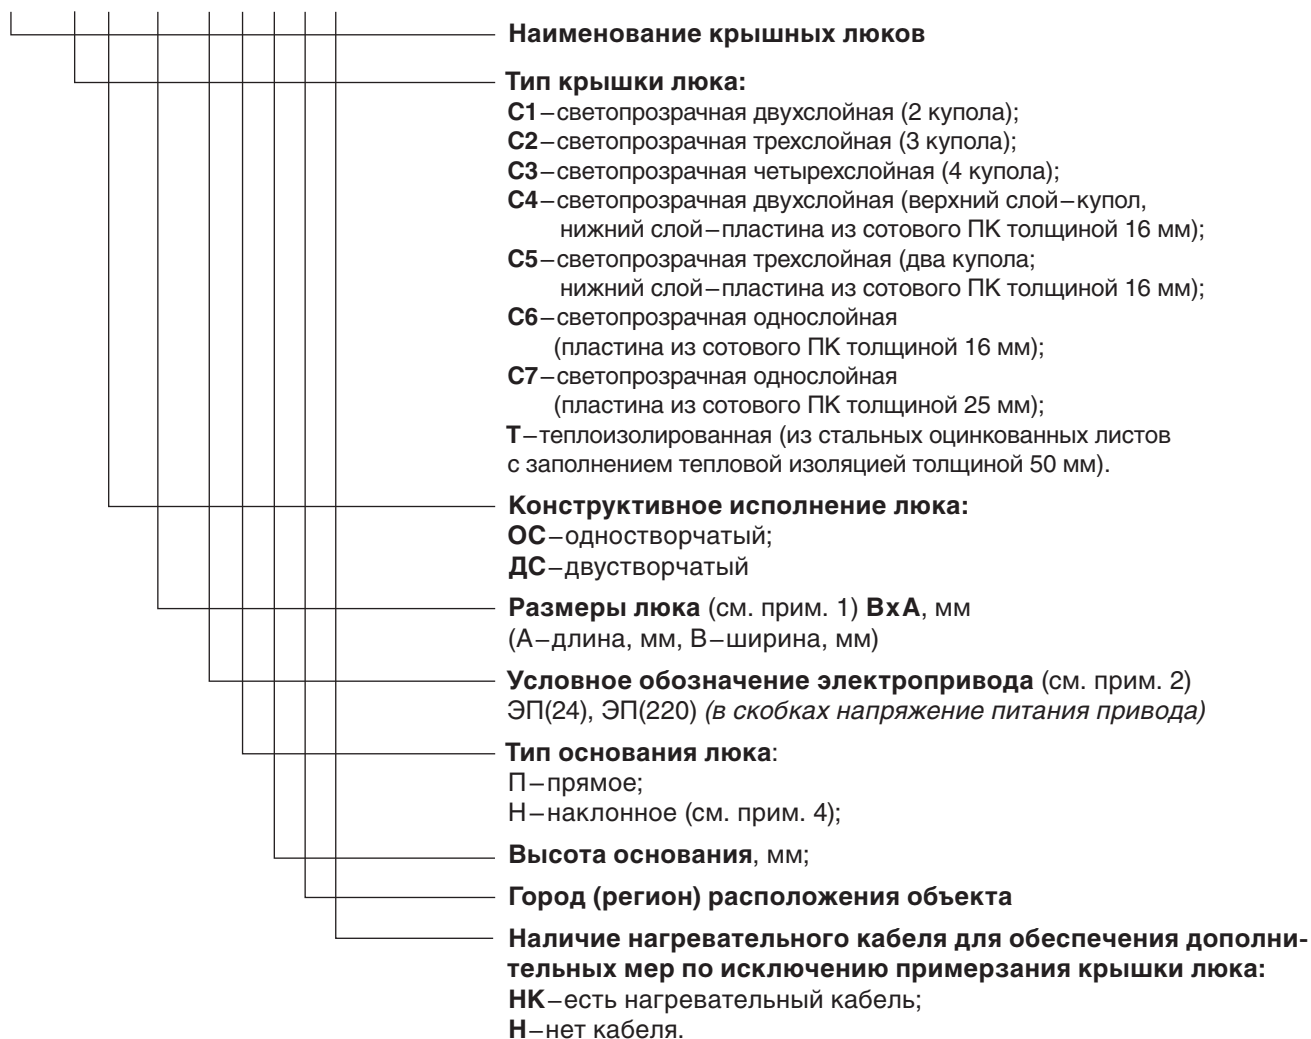 Наименование крышных люков
Тип крышки люка:
С1–светопрозрачная двухслойная (2 купола);
С2–светопрозрачная трехслойная (3 купола);
С3–светопрозрачная четырехслойная (4 купола);
С4–светопрозрачная двухслойная (верхний слой–купол,
нижний слой–пластина из сотового ПК толщиной 16 мм);
С5–светопрозрачная трехслойная (два купола;
нижний слой–пластина из сотового ПК толщиной 16 мм);
С6–светопрозрачная однослойная
(пластина из сотового ПК толщиной 16 мм);
С7–светопрозрачная однослойная
(пластина из сотового ПК толщиной 25 мм);
Т–теплоизолированная (из стальных оцинкованных листов
с заполнением тепловой изоляцией толщиной 50 мм).
Конструктивное исполнение люка:
ОС–одностворчатый;
ДС–двустворчатый
Размеры люка (см. прим. 1) ВхА, мм
(А–длина, мм, В–ширина, мм)
Условное обозначение электропривода (см. прим. 2)
ЭП(24), ЭП(220) (в скобках напряжение питания привода)
Тип основания люка:
П–прямое;
Н–наклонное (см. прим. 4);
Высота основания, мм;
Город (регион) расположения объекта
Наличие нагревательного кабеля для обеспечения дополни-
тельных мер по исключению примерзания крышки люка:
НК–есть нагревательный кабель;
Н–нет кабеля.